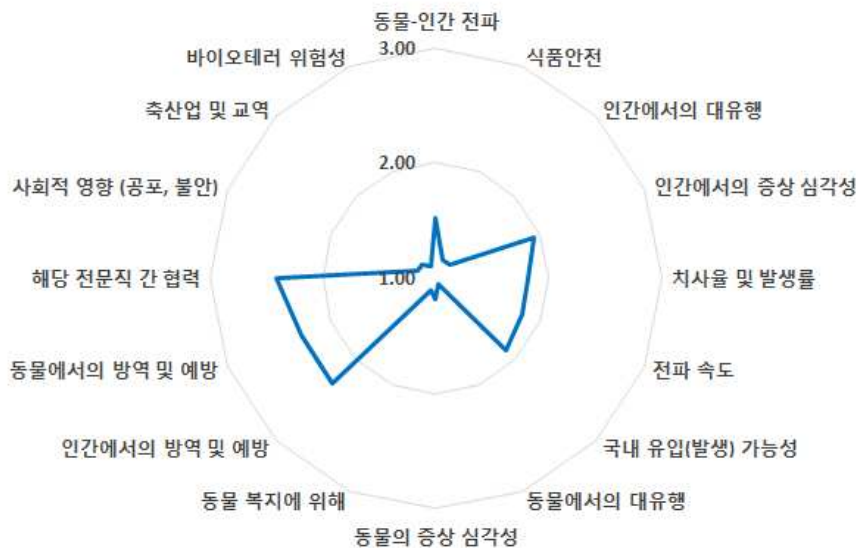 동물-인간 전파
3.00
바이오테러 위험성
식품안전
축산업 및 교역
인간에서의 대유행
2.00
사회적 영향 (공포, 불안)
인간에서의 증상 심각성
해당 전문직 간 협력
1.00
치사율 및 발생률
동물에서의 방역 및 예방
전파 속도
인간에서의 방역 및 예방
국내 유입(발생) 가능성
동물 복지에 위해
동물에서의 대유행
동물의 증상 심각성